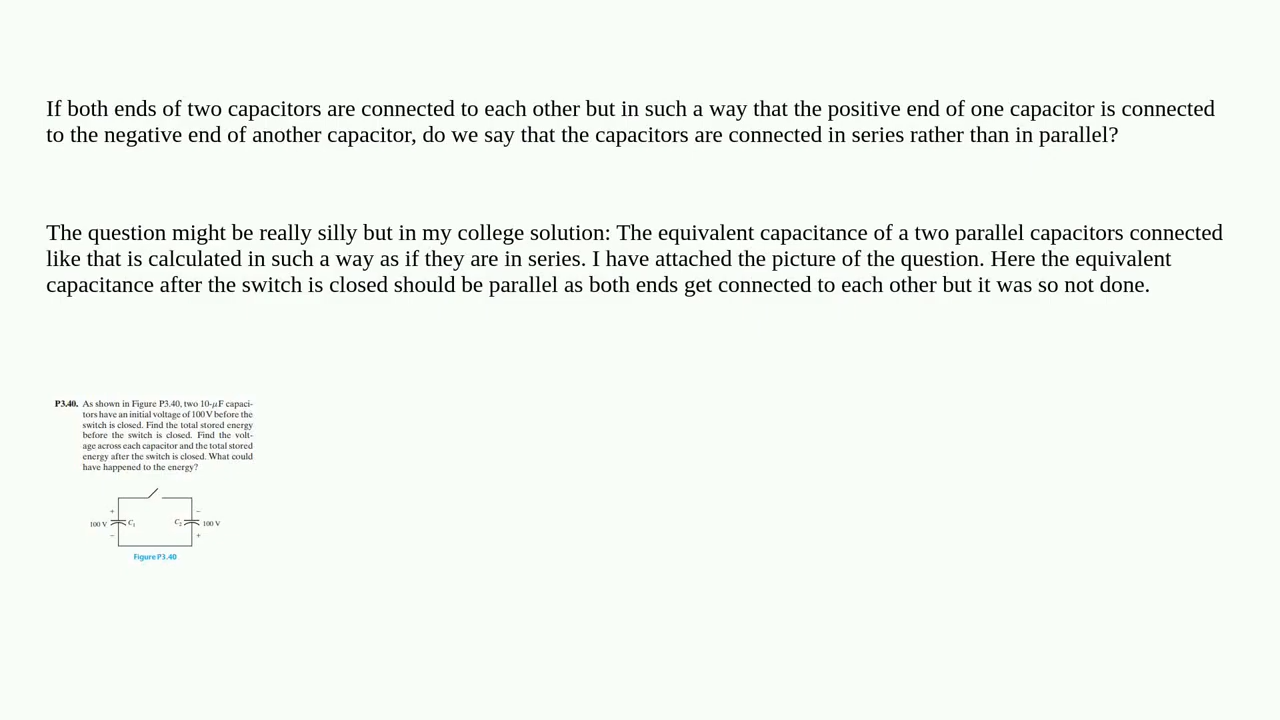 If both ends of two capacitors are connected to each other but in such a way that the positive end of one capacitor is connected
to the negative end of another capacitor, do we say that the capacitors are connected in series rather than in parallel?
The question might be really silly but in my college solution: The equivalent capacitance of a two parallel capacitors connected
like that is calculated in such a way as if they are in series. I have attached the picture of the question. Here the equivalent
capacitance after the switch is closed should be parallel as both ends get connected to each other but it was so not done.
P3.40. As shown in Figure P3.40, two 10-μF capaci-
tors have an initial voltage of 100 V before the
switch is closed. Find the total stored energy
before the switch is closed. Find the volt-
age across each capacitor and the total stored
energy after the switch is closed. What could
have happened to the energy?
+ −
100 V C₁ C₂ 100 V
− +
Figure P3.40